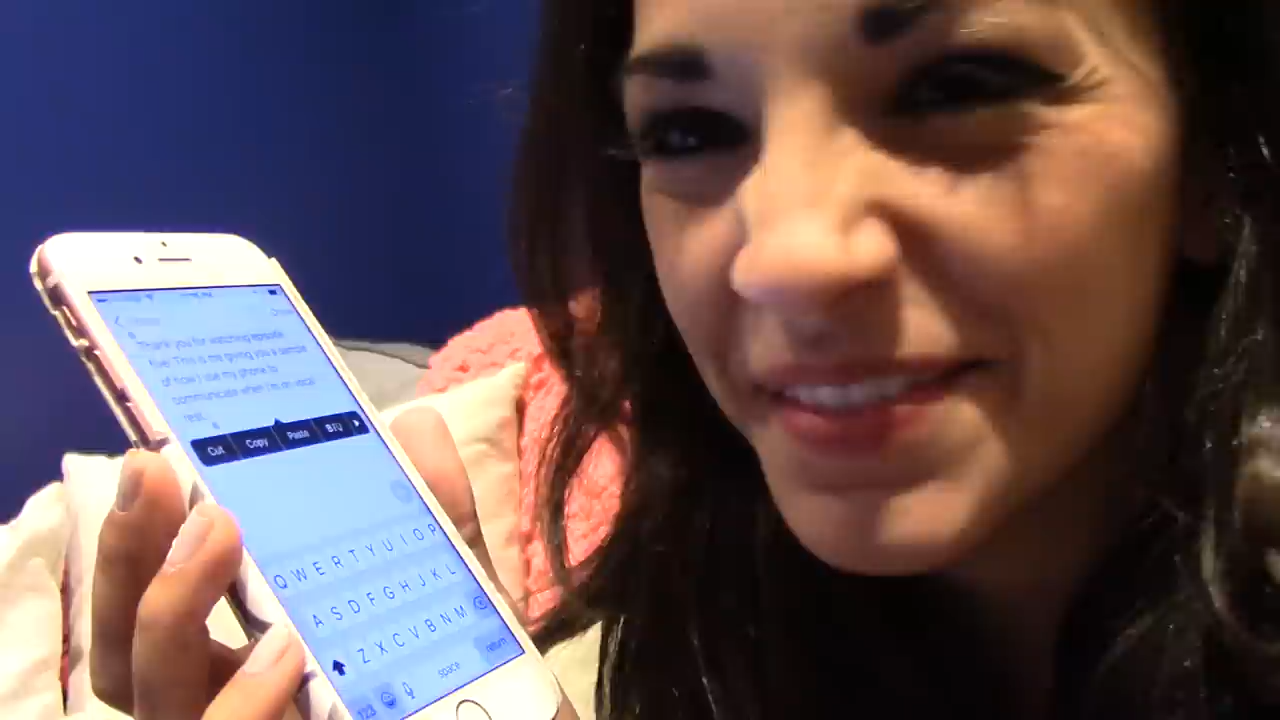 Thank you for watching episode
five! This is me giving you a sample
of how I use my phone to
communicate when I'm on vocal
rest.
Cut Copy Paste BIU
Q W E R T Y U I O P
A S D F G H J K L
Z X C V B N M
123 space return